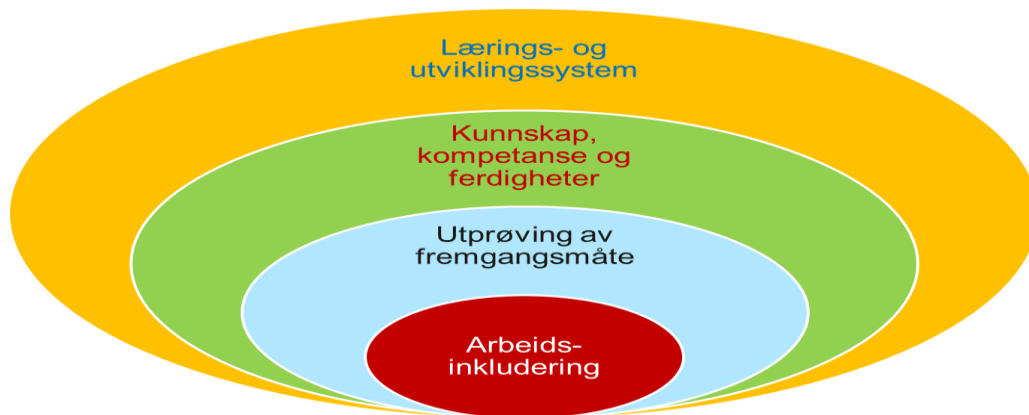 Lærings- og
utviklingssystem
Kunnskap,
kompetanse og
ferdigheter
Utprøving av
fremgangsmåte
Arbeids-
inkludering